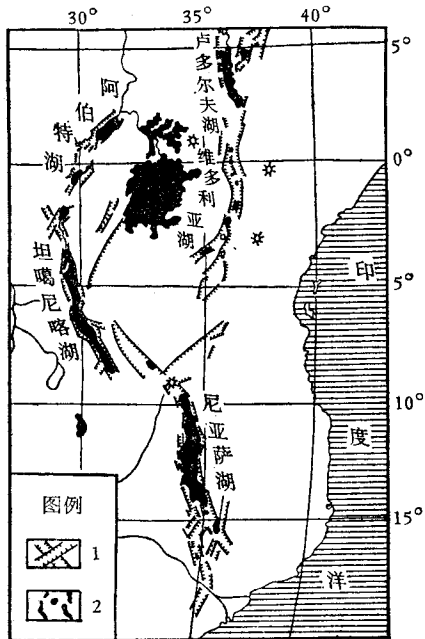 30° 35° 40°
5°
0°
5°
10°
15°
阿伯特湖
卢多尔夫湖
维多利亚湖
坦噶尼喀湖
尼亚萨湖
印度洋
图例
1
2